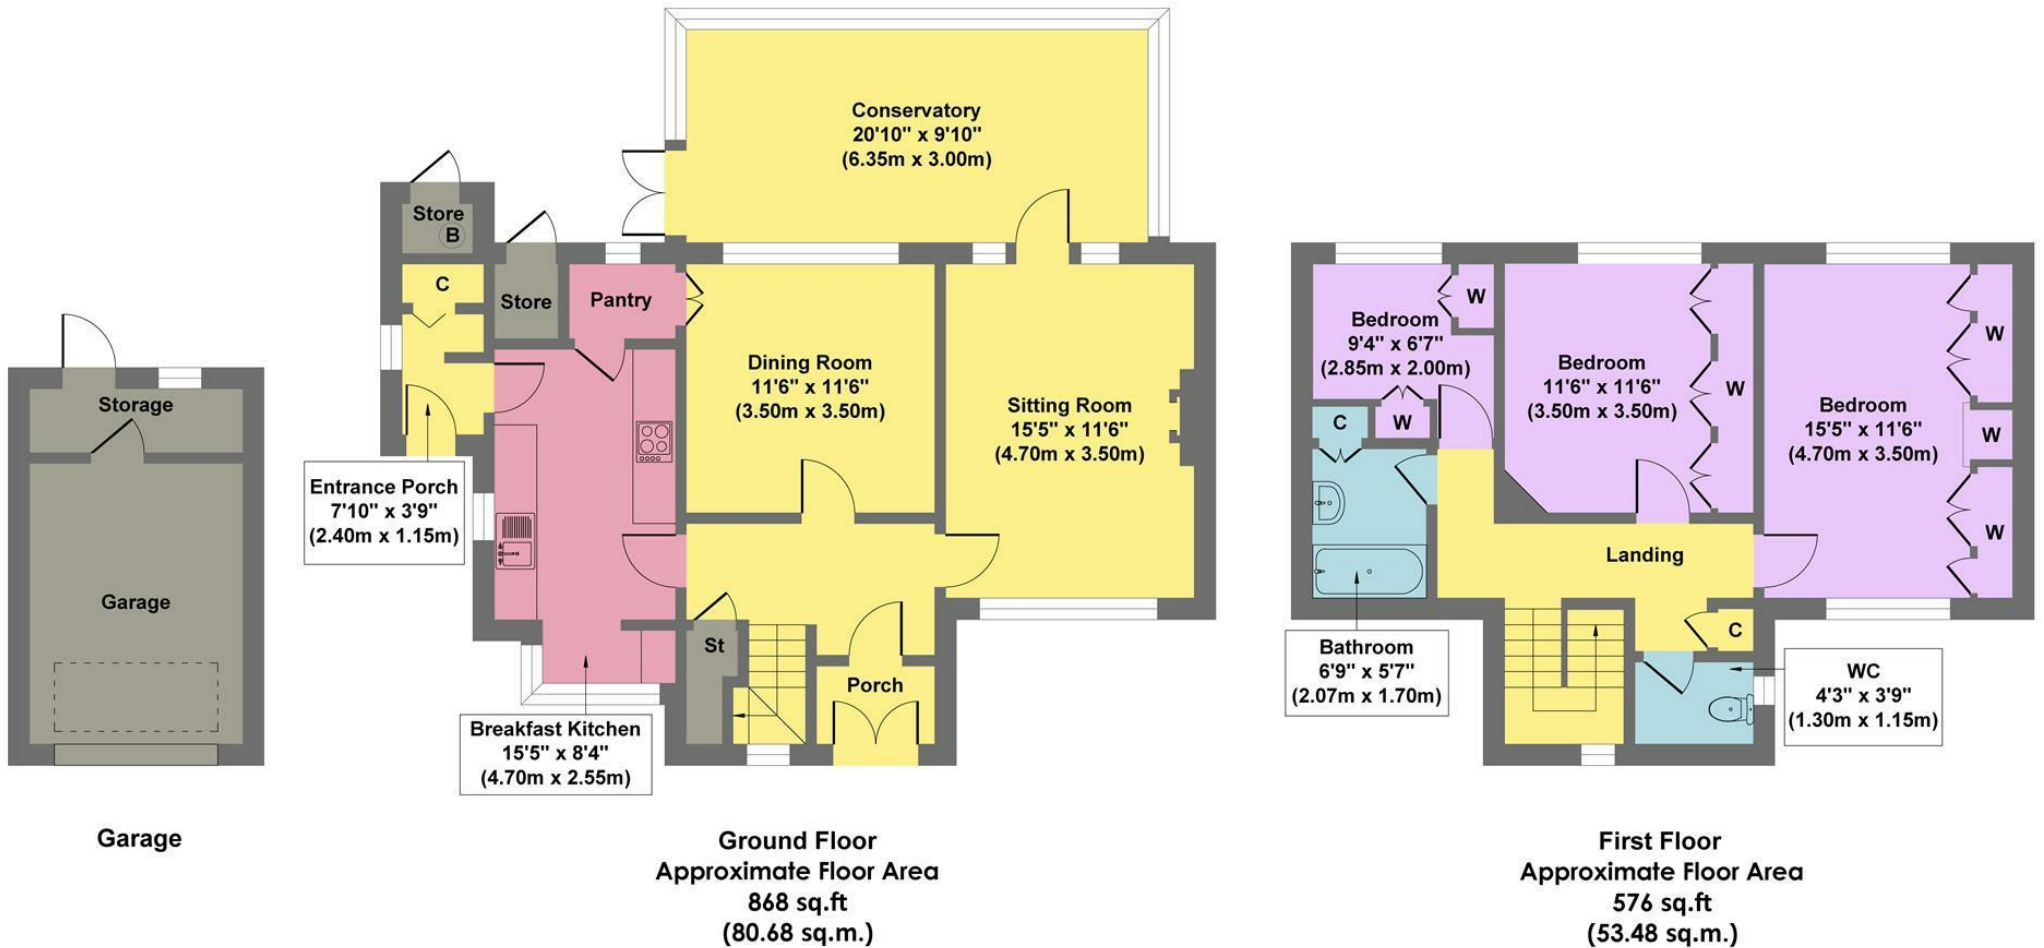 Storage
Garage
Garage
Conservatory
20'10" x 9'10"
(6.35m x 3.00m)
Store
B
C
Store
Pantry
Dining Room
11'6" x 11'6"
(3.50m x 3.50m)
Sitting Room
15'5" x 11'6"
(4.70m x 3.50m)
Entrance Porch
7'10" x 3'9"
(2.40m x 1.15m)
St
Porch
Breakfast Kitchen
15'5" x 8'4"
(4.70m x 2.55m)
Ground Floor
Approximate Floor Area
868 sq.ft
(80.68 sq.m.)
W
Bedroom
9'4" x 6'7"
(2.85m x 2.00m)
C
W
Bedroom
11'6" x 11'6"
(3.50m x 3.50m)
W
Bedroom
15'5" x 11'6"
(4.70m x 3.50m)
W
W
W
Landing
C
Bathroom
6'9" x 5'7"
(2.07m x 1.70m)
WC
4'3" x 3'9"
(1.30m x 1.15m)
First Floor
Approximate Floor Area
576 sq.ft
(53.48 sq.m.)